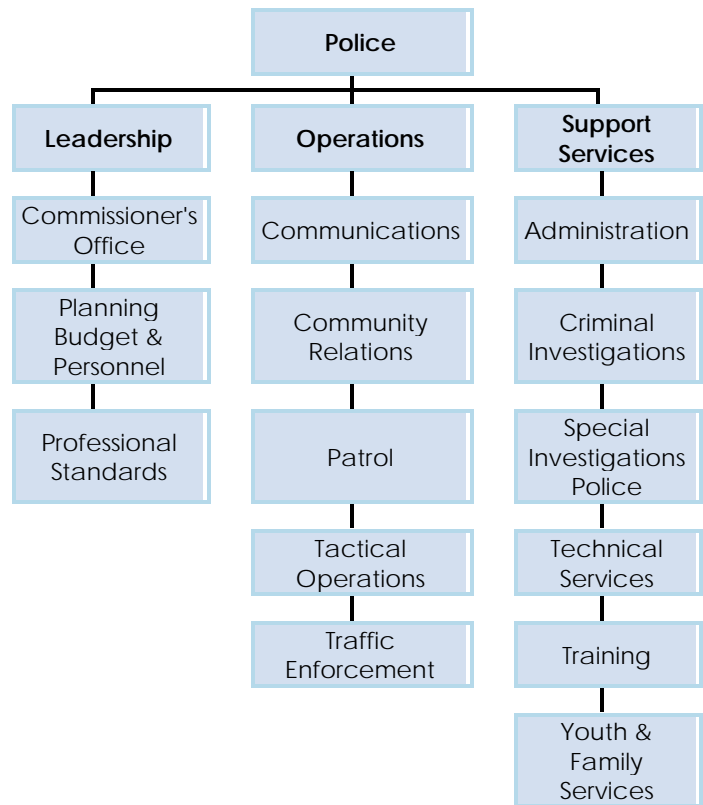 Police
Leadership
Commissioner's
Office
Planning
Budget &
Personnel
Professional
Standards
Operations
Communications
Community
Relations
Patrol
Tactical
Operations
Traffic
Enforcement
Support
Services
Administration
Criminal
Investigations
Special
Investigations
Police
Technical
Services
Training
Youth &
Family
Services